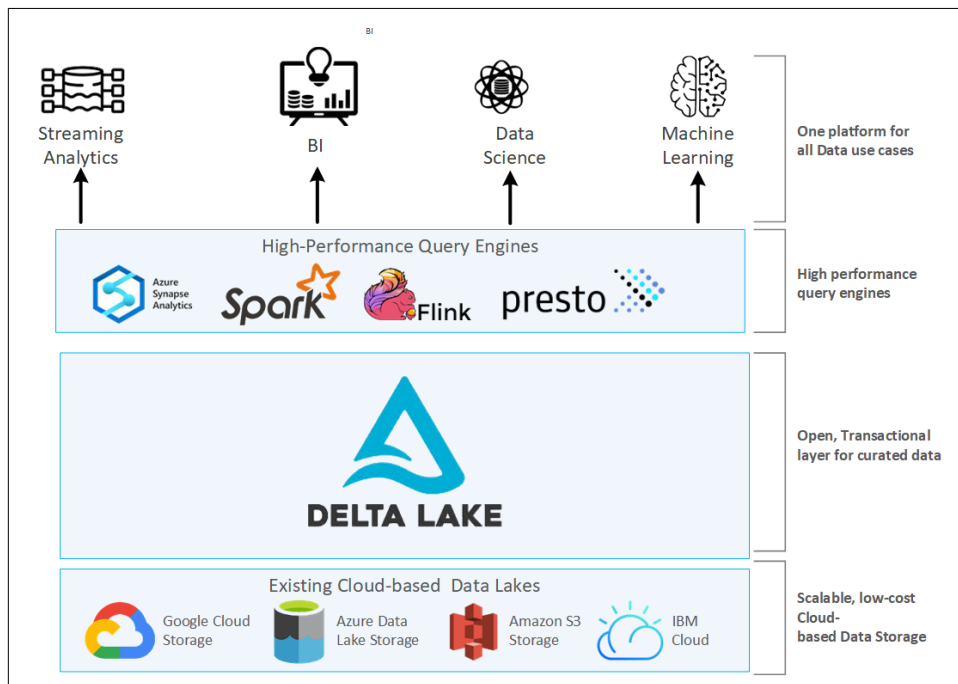 BI
Streaming
Analytics
BI
Data
Science
Machine
Learning
One platform for
all Data use cases
High-Performance Query Engines
Azure
Synapse
Analytics
Spark
Flink
presto
High performance
query engines
DELTA LAKE
Open, Transactional
layer for curated data
Existing Cloud-based Data Lakes
Google Cloud
Storage
Azure Data
Lake Storage
Amazon S3
Storage
IBM
Cloud
Scalable, low-cost
Cloud-
based Data Storage